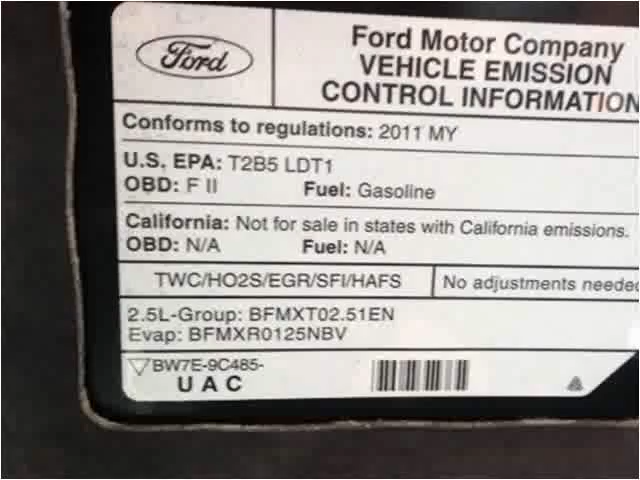 Ford
Ford Motor Company
VEHICLE EMISSION
CONTROL INFORMATION
Conforms to regulations: 2011 MY
U.S. EPA: T2B5 LDT1
OBD: F II Fuel: Gasoline
California: Not for sale in states with California emissions.
OBD: N/A Fuel: N/A
TWC/HO2S/EGR/SFI/HAFS No adjustments needed
2.5L-Group: BFMXT02.51EN
Evap: BFMXR0125NBV
BW7E-9C485-
UAC